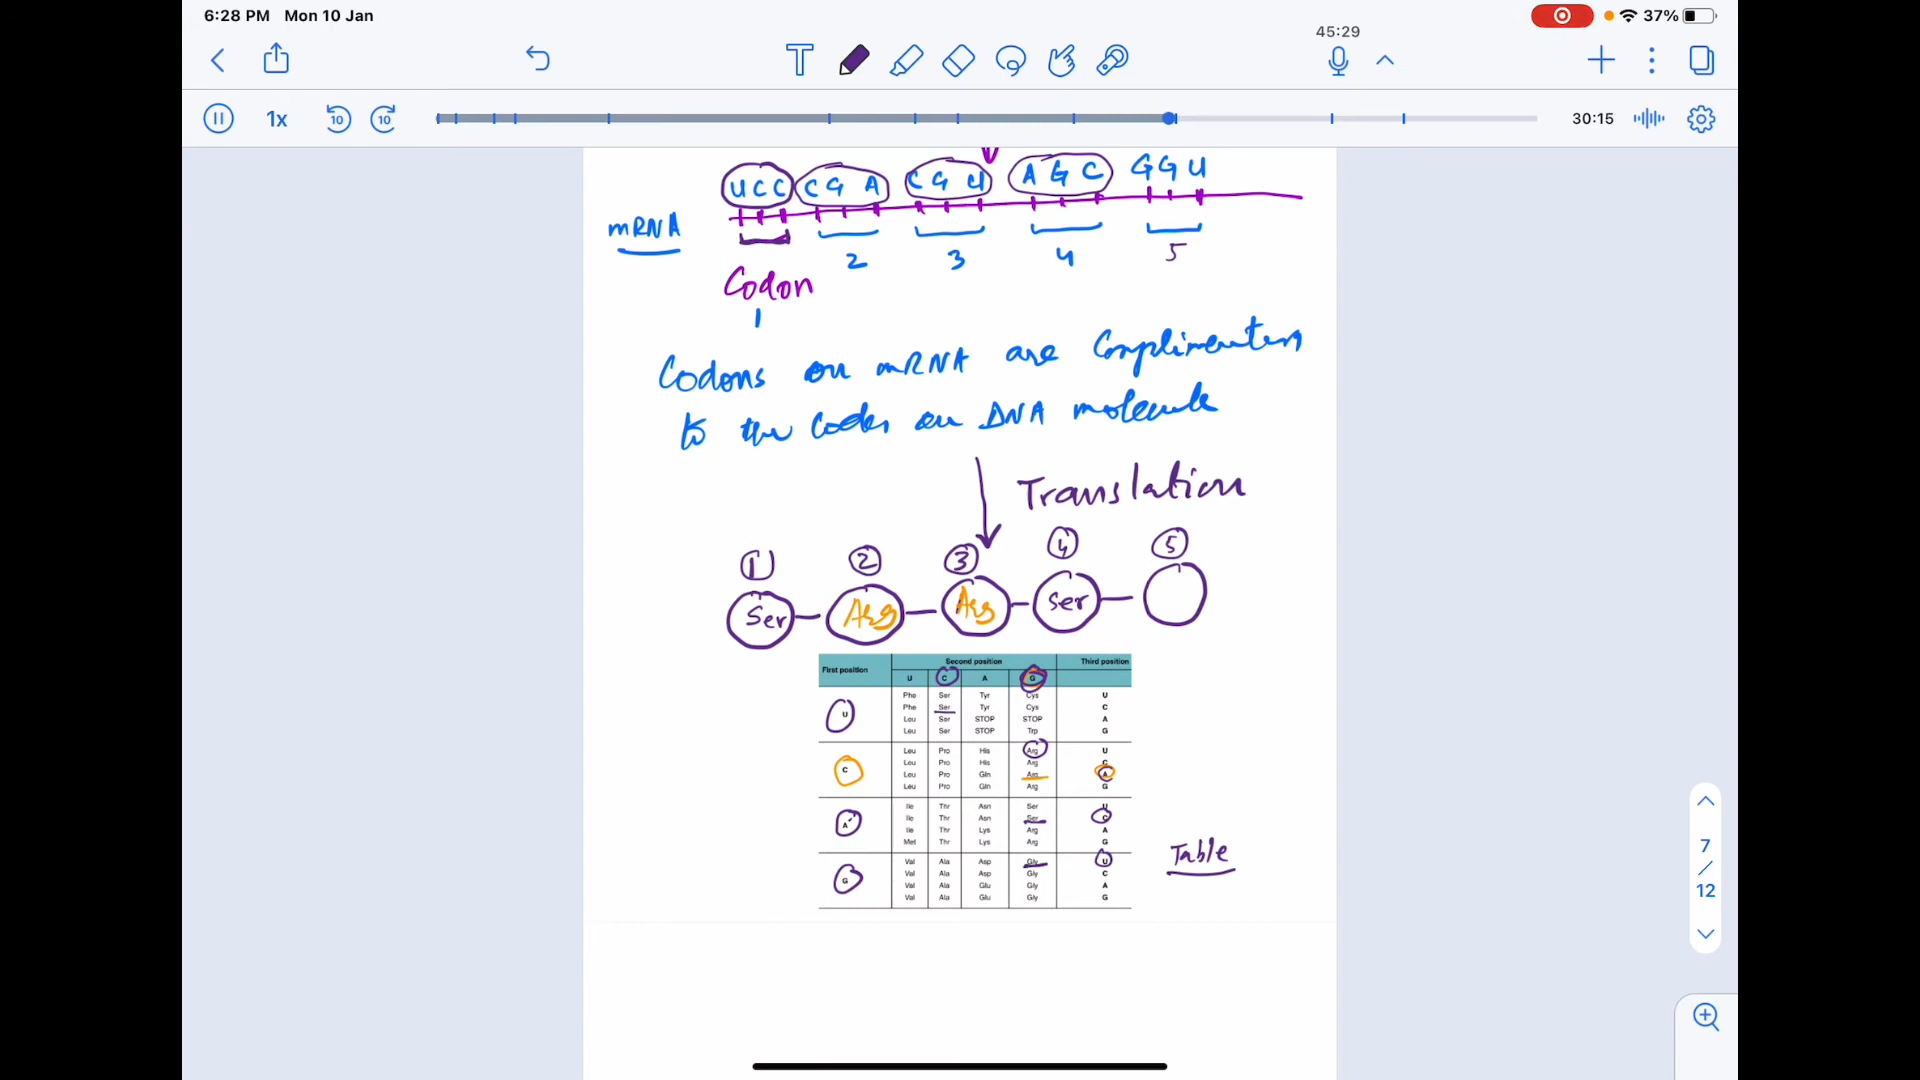 6:28 PM Mon 10 Jan
37%
45:29
T
1x
10
10
30:15
UCC CGA CGU AGC GGU
mRNA
2 3 4 5
Codon
1
Codons on mRNA are Complimentary
to the Codes on DNA molecule
Translation
1 2 3 4 5
Ser Arg Arg Ser
First position Second position Third position
U C A G
Phe Ser Tyr Cys U
Phe Ser Tyr Cys C
U
Leu Ser STOP STOP A
Leu Ser STOP Trp G
Leu Pro His Arg U
Leu Pro His Arg C
C
Leu Pro Gln Arg A
Leu Pro Gln Arg G
Ile Thr Asn Ser U
Ile Thr Asn Ser C
A
Ile Thr Lys Arg A
Met Thr Lys Arg G
Table
Val Ala Asp Gly U
Val Ala Asp Gly C
G
Val Ala Glu Gly A
Val Ala Glu Gly G
7
/
12